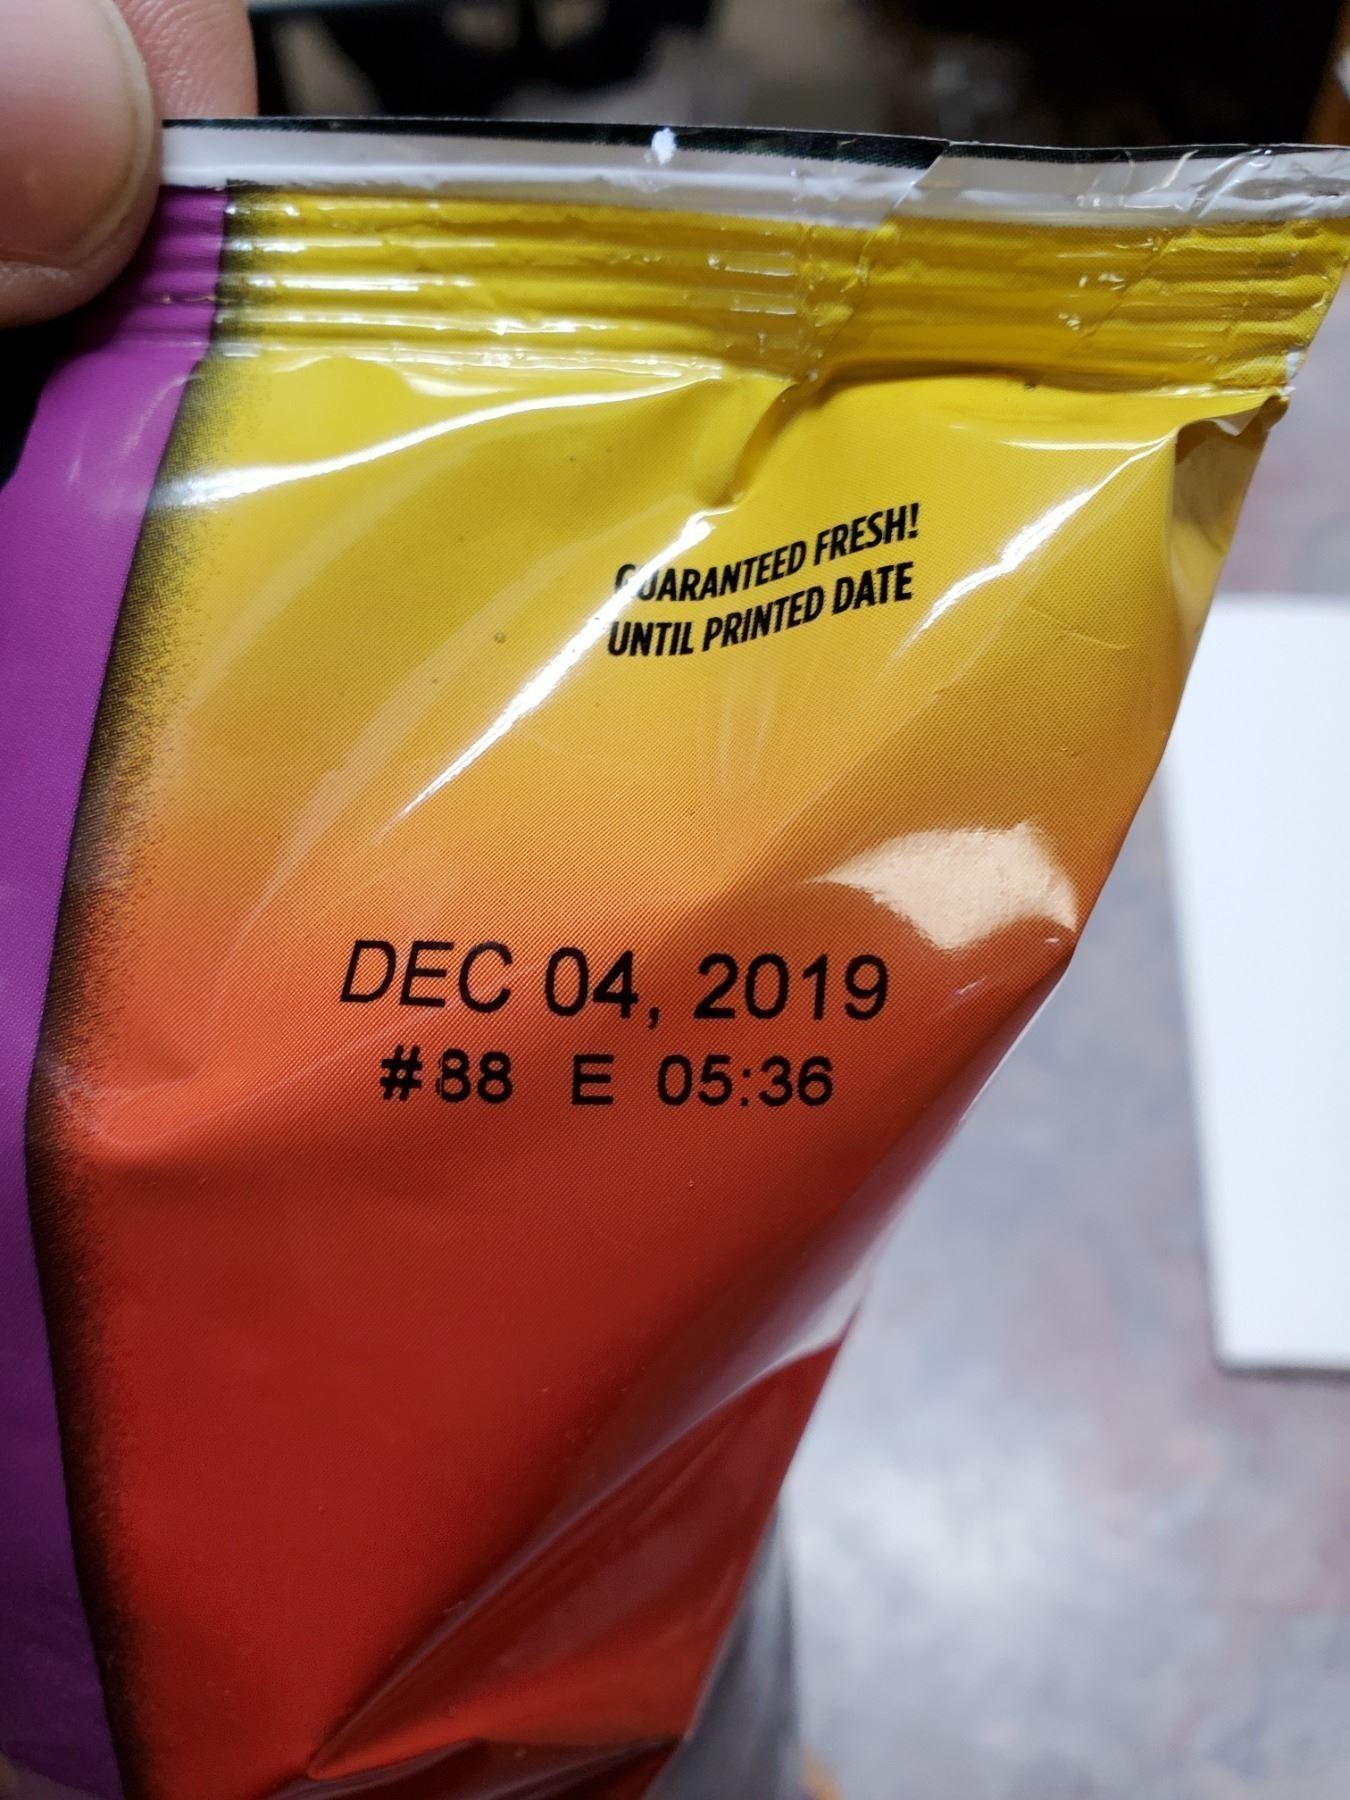 GUARANTEED FRESH!
UNTIL PRINTED DATE
DEC 04, 2019
#88 E 05:36